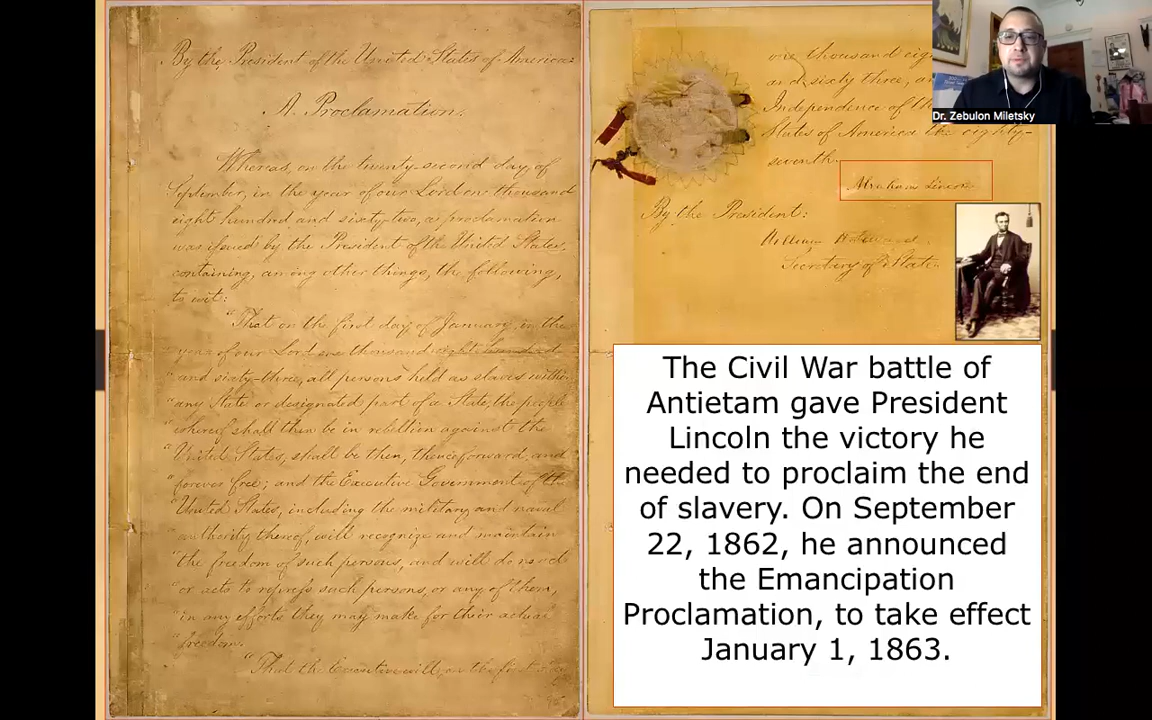 By the President of the United States of America:
A Proclamation.
Whereas, on the twenty-second day of
September, in the year of our Lord one thousand
eight hundred and sixty-two, a proclamation
was issued by the President of the United States,
containing, among other things, the following,
to wit:
"That on the first day of January, in the
"year of our Lord one thousand eight hundred
"and sixty-three, all persons held as slaves within
"any State or designated part of a State, the people
"whereof shall then be in rebellion against the
"United States, shall be then, thenceforward, and
"forever free; and the Executive Government of the
"United States, including the military and naval
"authority thereof, will recognize and maintain
"the freedom of such persons, and will do no act
"or acts to repress such persons, or any of them,
"in any efforts they may make for their actual
"freedom.
"That the Executive will, on the first day
one thousand eig
and sixty three, an
Independence of th
States of America the eighty-
seventh.
Abraham Lincoln
By the President:
William H. Seward,
Secretary of State.
Dr. Zebulon Miletsky
The Civil War battle of
Antietam gave President
Lincoln the victory he
needed to proclaim the end
of slavery. On September
22, 1862, he announced
the Emancipation
Proclamation, to take effect
January 1, 1863.